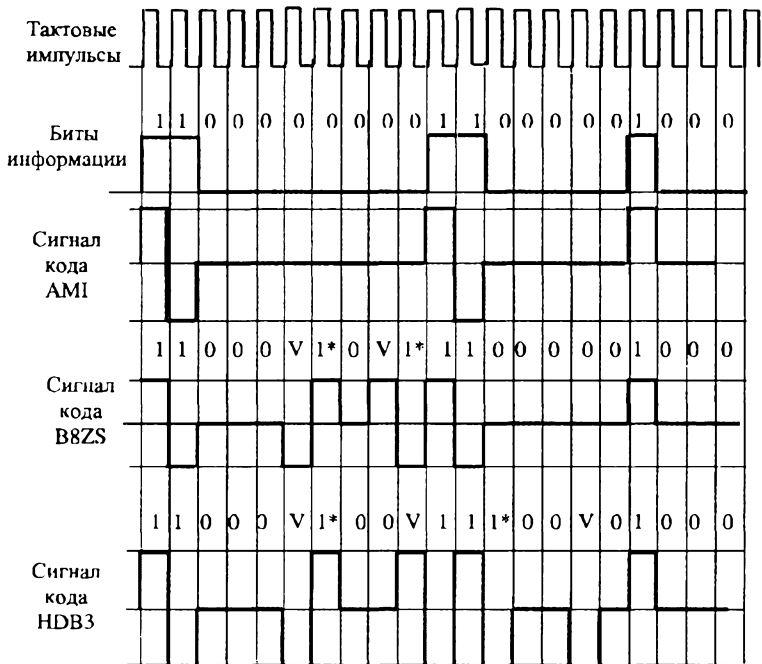 Тактовые
импульсы
1 1 0 0 0 0 0 0 0 0 1 1 0 0 0 0 0 1 0 0 0
Биты
информации
Сигнал
кода
AMI
1 1 0 0 0 V 1* 0 V 1* 1 1 0 0 0 0 0 1 0 0 0
Сигнал
кода
B8ZS
1 1 0 0 0 V 1* 0 0 V 1 1 1* 0 0 V 0 1 0 0 0
Сигнал
кода
HDB3